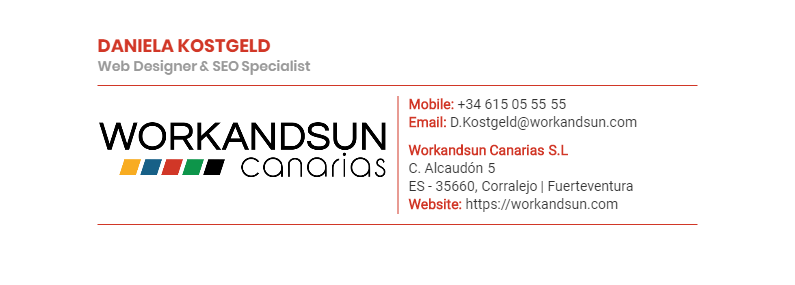 DANIELA KOSTGELD
Web Designer & SEO Specialist
WORKANDSUN
canarias
Mobile: +34 615 05 55 55
Email: D.Kostgeld@workandsun.com
Workandsun Canarias S.L
C. Alcaudón 5
ES - 35660, Corralejo | Fuerteventura
Website: https://workandsun.com